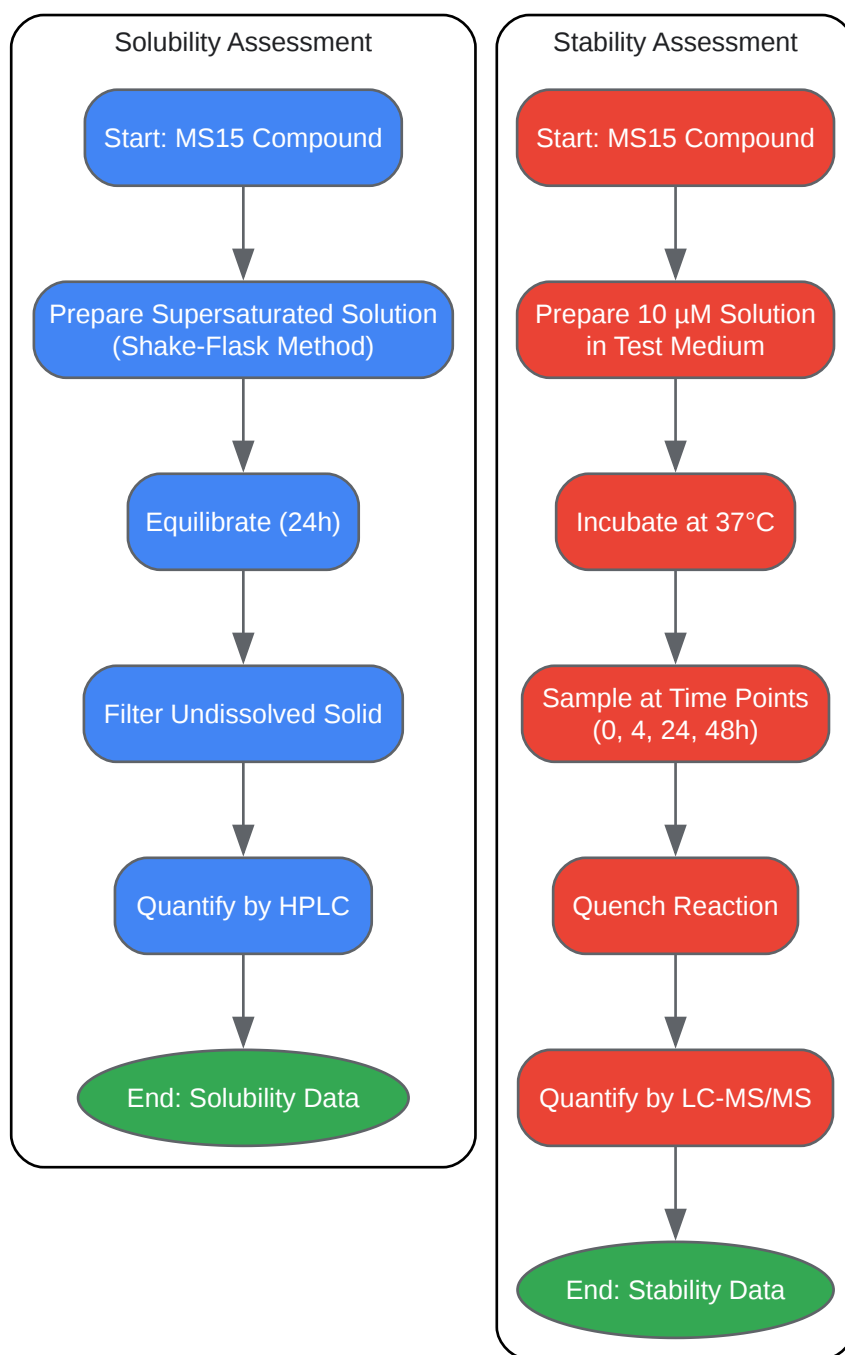 Solubility Assessment
Start: MS15 Compound
Prepare Supersaturated Solution
(Shake-Flask Method)
Equilibrate (24h)
Filter Undissolved Solid
Quantify by HPLC
End: Solubility Data
Stability Assessment
Start: MS15 Compound
Prepare 10 µM Solution
in Test Medium
Incubate at 37°C
Sample at Time Points
(0, 4, 24, 48h)
Quench Reaction
Quantify by LC-MS/MS
End: Stability Data